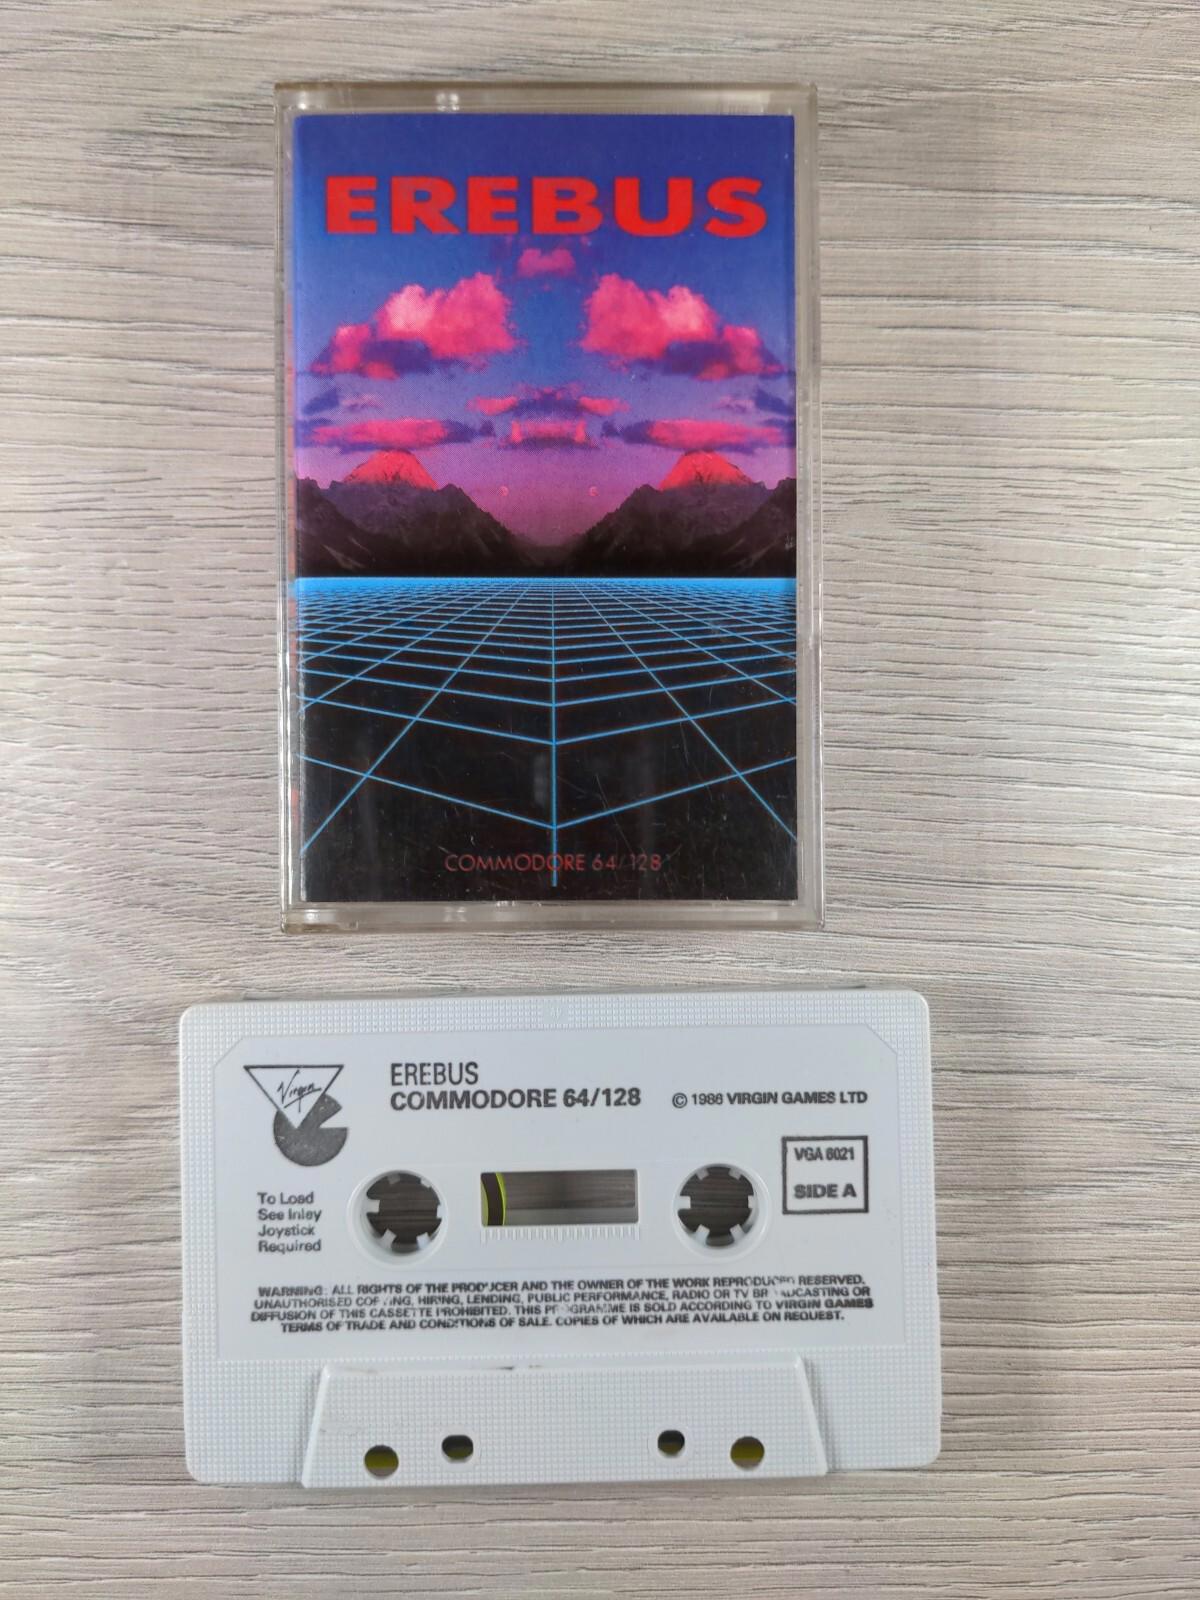 EREBUS
COMMODORE 64/128
Virgin
EREBUS
COMMODORE 64/128
© 1986 VIRGIN GAMES LTD
VGA 6021
SIDE A
To Load
See Inley
Joystick
Required
WARNING: ALL RIGHTS OF THE PRODUCER AND THE OWNER OF THE WORK REPRODUCED RESERVED.
UNAUTHORISED COPYING, HIRING, LENDING, PUBLIC PERFORMANCE, RADIO OR TV BROADCASTING OR
DIFFUSION OF THIS CASSETTE PROHIBITED. THIS PROGRAMME IS SOLD ACCORDING TO VIRGIN GAMES
TERMS OF TRADE AND CONDITIONS OF SALE. COPIES OF WHICH ARE AVAILABLE ON REQUEST.